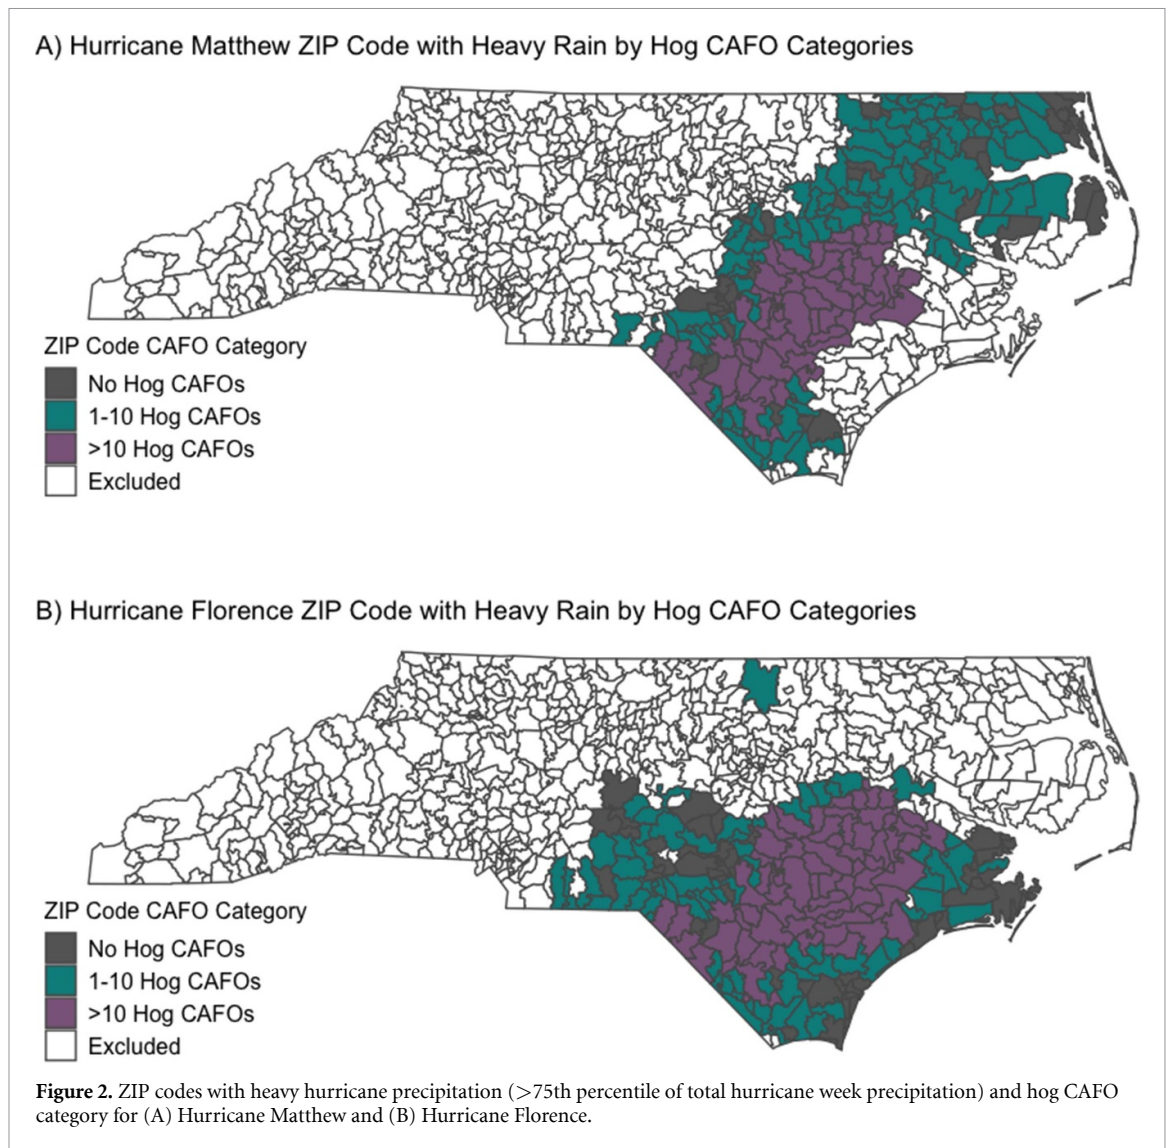 A) Hurricane Matthew ZIP Code with Heavy Rain by Hog CAFO Categories
ZIP Code CAFO Category
No Hog CAFOs
1-10 Hog CAFOs
>10 Hog CAFOs
Excluded
B) Hurricane Florence ZIP Code with Heavy Rain by Hog CAFO Categories
ZIP Code CAFO Category
No Hog CAFOs
1-10 Hog CAFOs
>10 Hog CAFOs
Excluded
Figure 2. ZIP codes with heavy hurricane precipitation (>75th percentile of total hurricane week precipitation) and hog CAFO
category for (A) Hurricane Matthew and (B) Hurricane Florence.